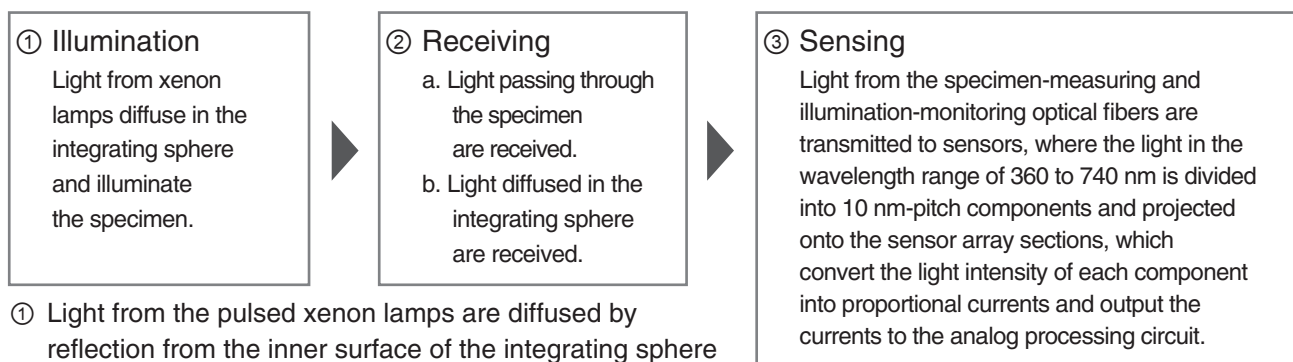 ① Illumination
Light from xenon
lamps diffuse in the
integrating sphere
and illuminate
the specimen.
② Receiving
a. Light passing through
the specimen
are received.
b. Light diffused in the
integrating sphere
are received.
③ Sensing
Light from the specimen-measuring and
illumination-monitoring optical fibers are
transmitted to sensors, where the light in the
wavelength range of 360 to 740 nm is divided
into 10 nm-pitch components and projected
onto the sensor array sections, which
convert the light intensity of each component
into proportional currents and output the
currents to the analog processing circuit.
① Light from the pulsed xenon lamps are diffused by
reflection from the inner surface of the integrating sphere